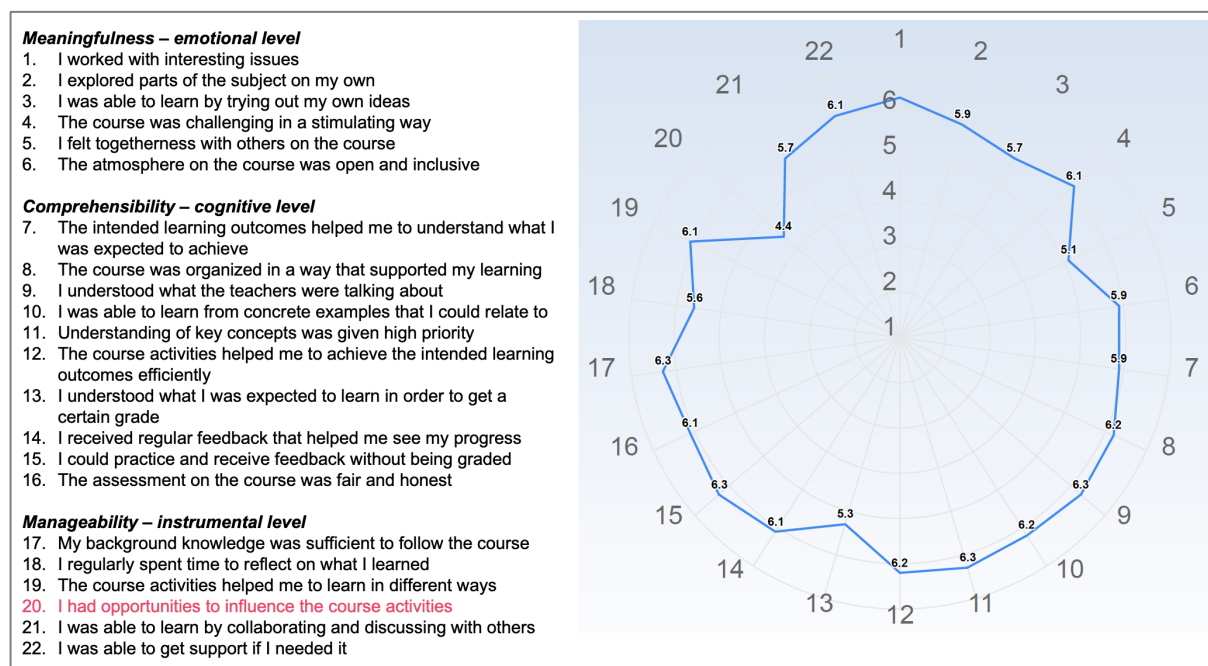 Meaningfulness – emotional level
1. I worked with interesting issues
2. I explored parts of the subject on my own
3. I was able to learn by trying out my own ideas
4. The course was challenging in a stimulating way
5. I felt togetherness with others on the course
6. The atmosphere on the course was open and inclusive
Comprehensibility – cognitive level
7. The intended learning outcomes helped me to understand what I
was expected to achieve
8. The course was organized in a way that supported my learning
9. I understood what the teachers were talking about
10. I was able to learn from concrete examples that I could relate to
11. Understanding of key concepts was given high priority
12. The course activities helped me to achieve the intended learning
outcomes efficiently
13. I understood what I was expected to learn in order to get a
certain grade
14. I received regular feedback that helped me see my progress
15. I could practice and receive feedback without being graded
16. The assessment on the course was fair and honest
Manageability – instrumental level
17. My background knowledge was sufficient to follow the course
18. I regularly spent time to reflect on what I learned
19. The course activities helped me to learn in different ways
20. I had opportunities to influence the course activities
21. I was able to learn by collaborating and discussing with others
22. I was able to get support if I needed it
1
2
3
4
5
6
7
8
9
10
11
12
13
14
15
16
17
18
19
20
21
22
6
5
4
3
2
1
5.9
5.7
6.1
5.1
5.9
5.9
6.2
6.3
6.2
6.3
6.2
5.3
6.1
6.3
6.1
6.3
5.6
6.1
4.4
5.7
6.1